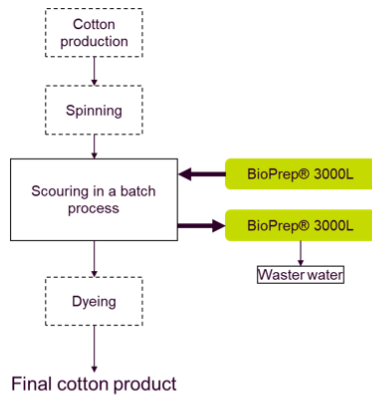 Cotton
production
Spinning
Scouring in a batch
process
BioPrep® 3000L
BioPrep® 3000L
Waster water
Dyeing
Final cotton product